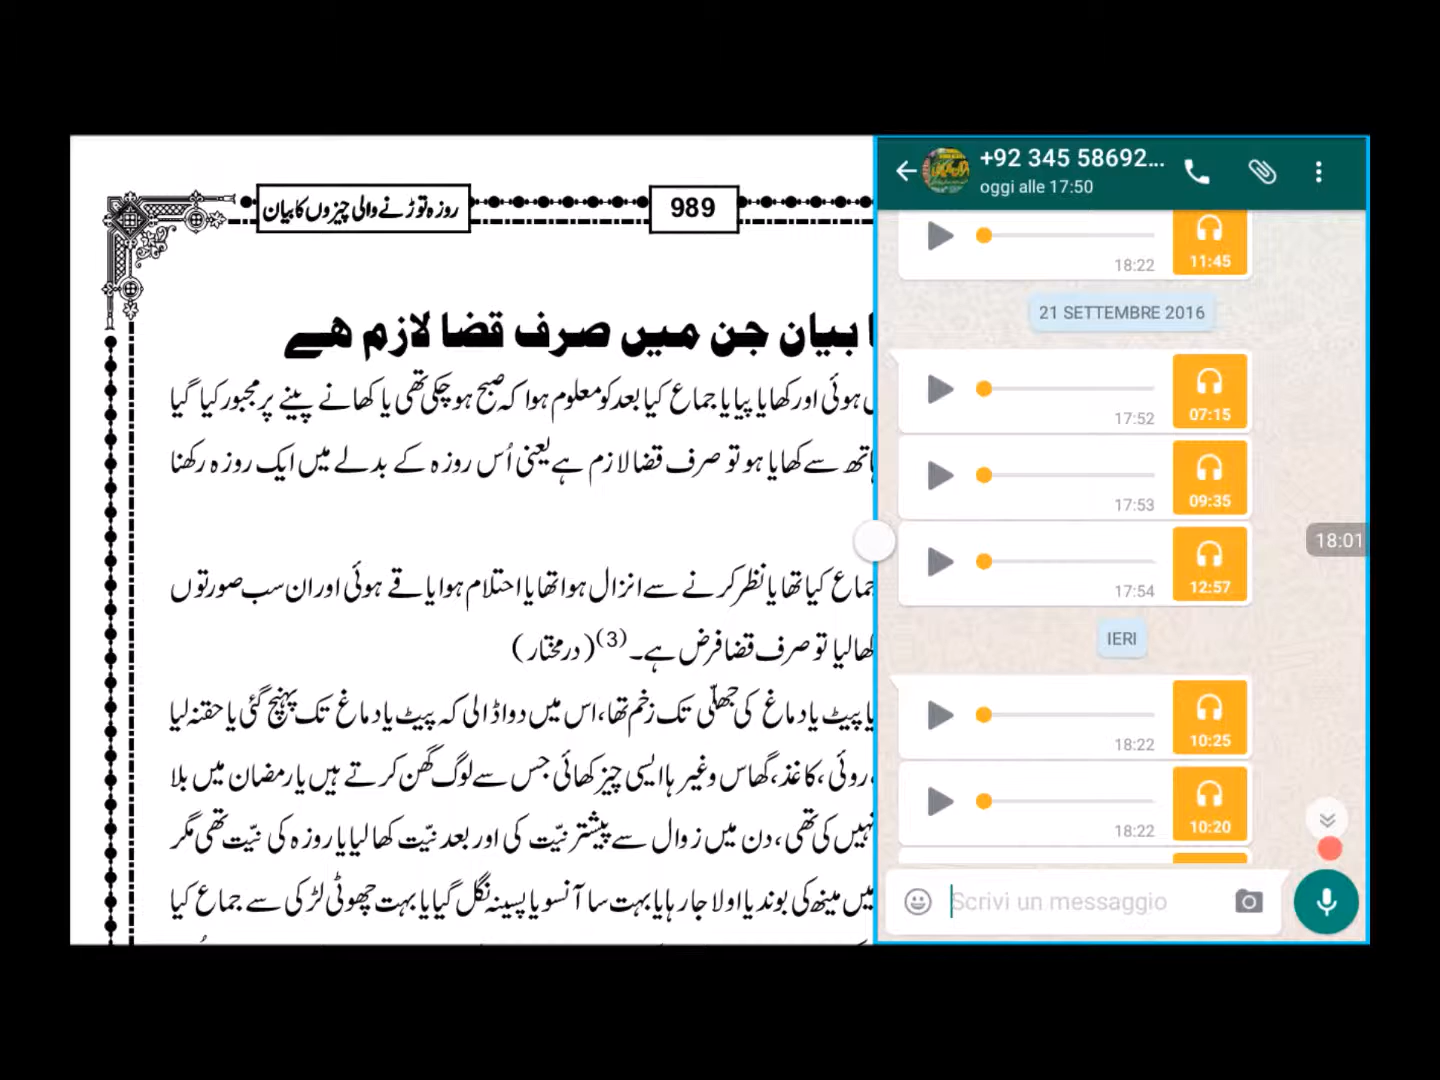 روزہ توڑنے والی چیزوں کا بیان
989
بیان جن میں صرف قضا لازم ہے
ہوئی اور کھایا پیا یا جماع کیا بعد کو معلوم ہوا کہ صبح ہو چکی تھی یا کھانے پینے پر مجبور کیا گیا
سے کھایا ہو تو صرف قضا لازم ہے یعنی اُس روزہ کے بدلے میں ایک روزہ رکھنا
جماع کیا تھا یا نظر کرنے سے انزال ہوا تھا یا احتلام ہوا یا قے ہوئی اور ان سب صورتوں
کھالیا تو صرف قضا فرض ہے۔(3) (درمختار)
یا پیٹ یا دماغ کی جھلّی تک زخم تھا، اس میں دوا ڈالی کہ پیٹ یا دماغ تک پہنچ گئی یا حقنہ لیا
، روئی، کاغذ، گھاس وغیرہا ایسی چیز کھائی جس سے لوگ گھن کرتے ہیں یا رمضان میں بلا
نہیں کی تھی، دن میں زوال سے پیشتر نیّت کی اور بعد نیّت کھالیا یا روزہ کی نیّت تھی مگر
میں مینھ کی بوند یا اولا جارہا یا بہت سا آنسو یا پسینہ نگل گیا یا بہت چھوٹی لڑکی سے جماع کیا
+92 345 58692...
oggi alle 17:50
18:22
11:45
21 SETTEMBRE 2016
17:52
07:15
17:53
09:35
17:54
12:57
18:01
IERI
18:22
10:25
18:22
10:20
Scrivi un messaggio